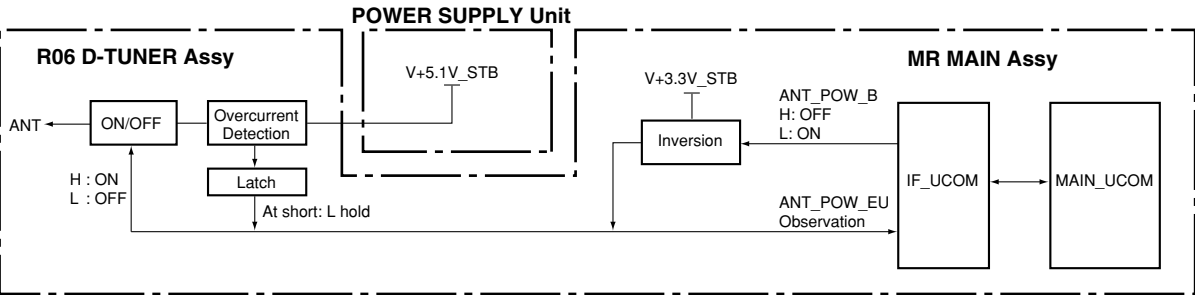 POWER SUPPLY Unit
R06 D-TUNER Assy
MR MAIN Assy
V+5.1V_STB
V+3.3V_STB
ANT_POW_B
H: OFF
L: ON
ANT
ON/OFF
Overcurrent
Detection
Inversion
H : ON
L : OFF
Latch
IF_UCOM
MAIN_UCOM
At short: L hold
ANT_POW_EU
Observation